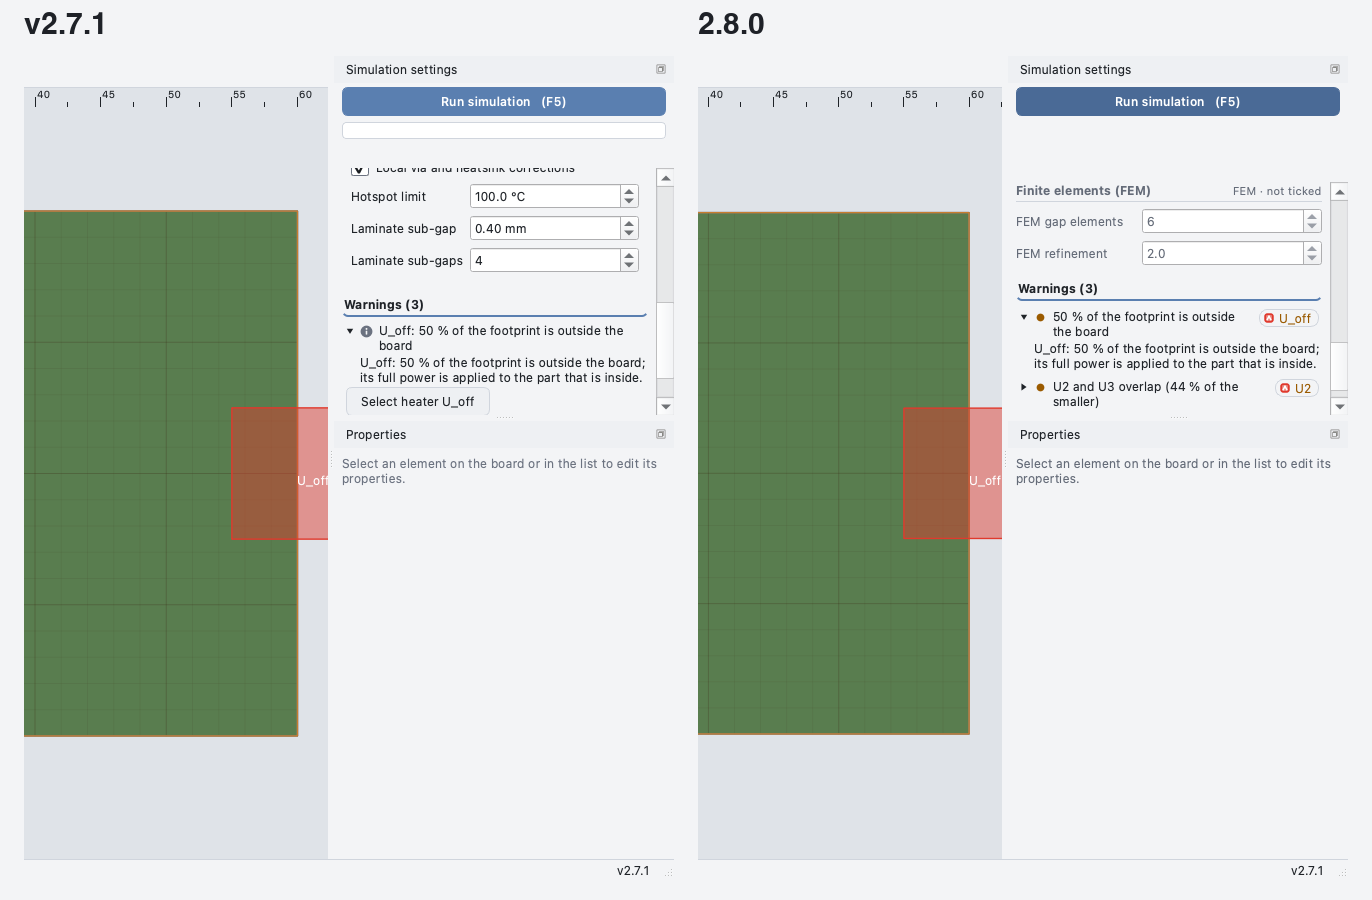 v2.7.1
Simulation settings
40 45 50 55 60
Run simulation (F5)
Local via and heatsink corrections
Hotspot limit 100.0 °C
Laminate sub-gap 0.40 mm
Laminate sub-gaps 4
Warnings (3)
U_off: 50 % of the footprint is outside the
board
U_off: 50 % of the footprint is outside the board;
its full power is applied to the part that is inside.
Select heater U_off
Properties
Select an element on the board or in the list to edit its
properties.
U_off
v2.7.1
2.8.0
Simulation settings
40 45 50 55 60
Run simulation (F5)
Finite elements (FEM) FEM · not ticked
FEM gap elements 6
FEM refinement 2.0
Warnings (3)
50 % of the footprint is outside
the board
U_off
U_off: 50 % of the footprint is outside the board;
its full power is applied to the part that is inside.
U2 and U3 overlap (44 % of the
smaller)
U2
Properties
Select an element on the board or in the list to edit its
properties.
U_off
v2.7.1